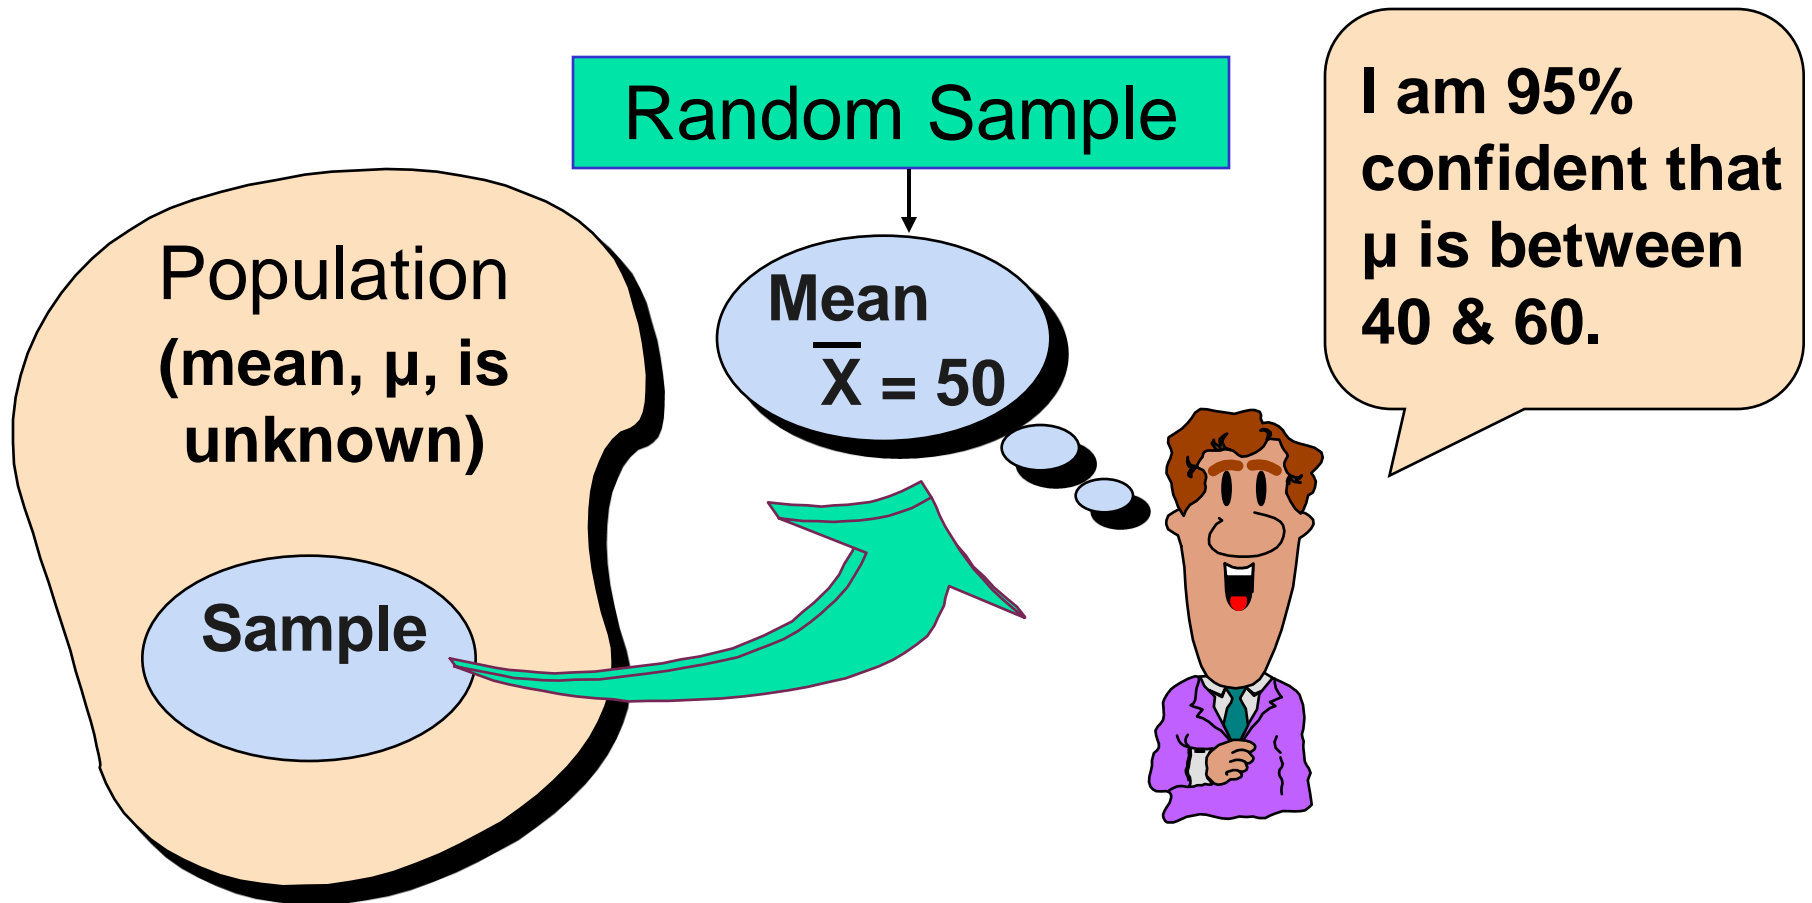 Random Sample
Population
(mean, μ, is
unknown)
Sample
Mean
X̅ = 50
I am 95%
confident that
μ is between
40 & 60.